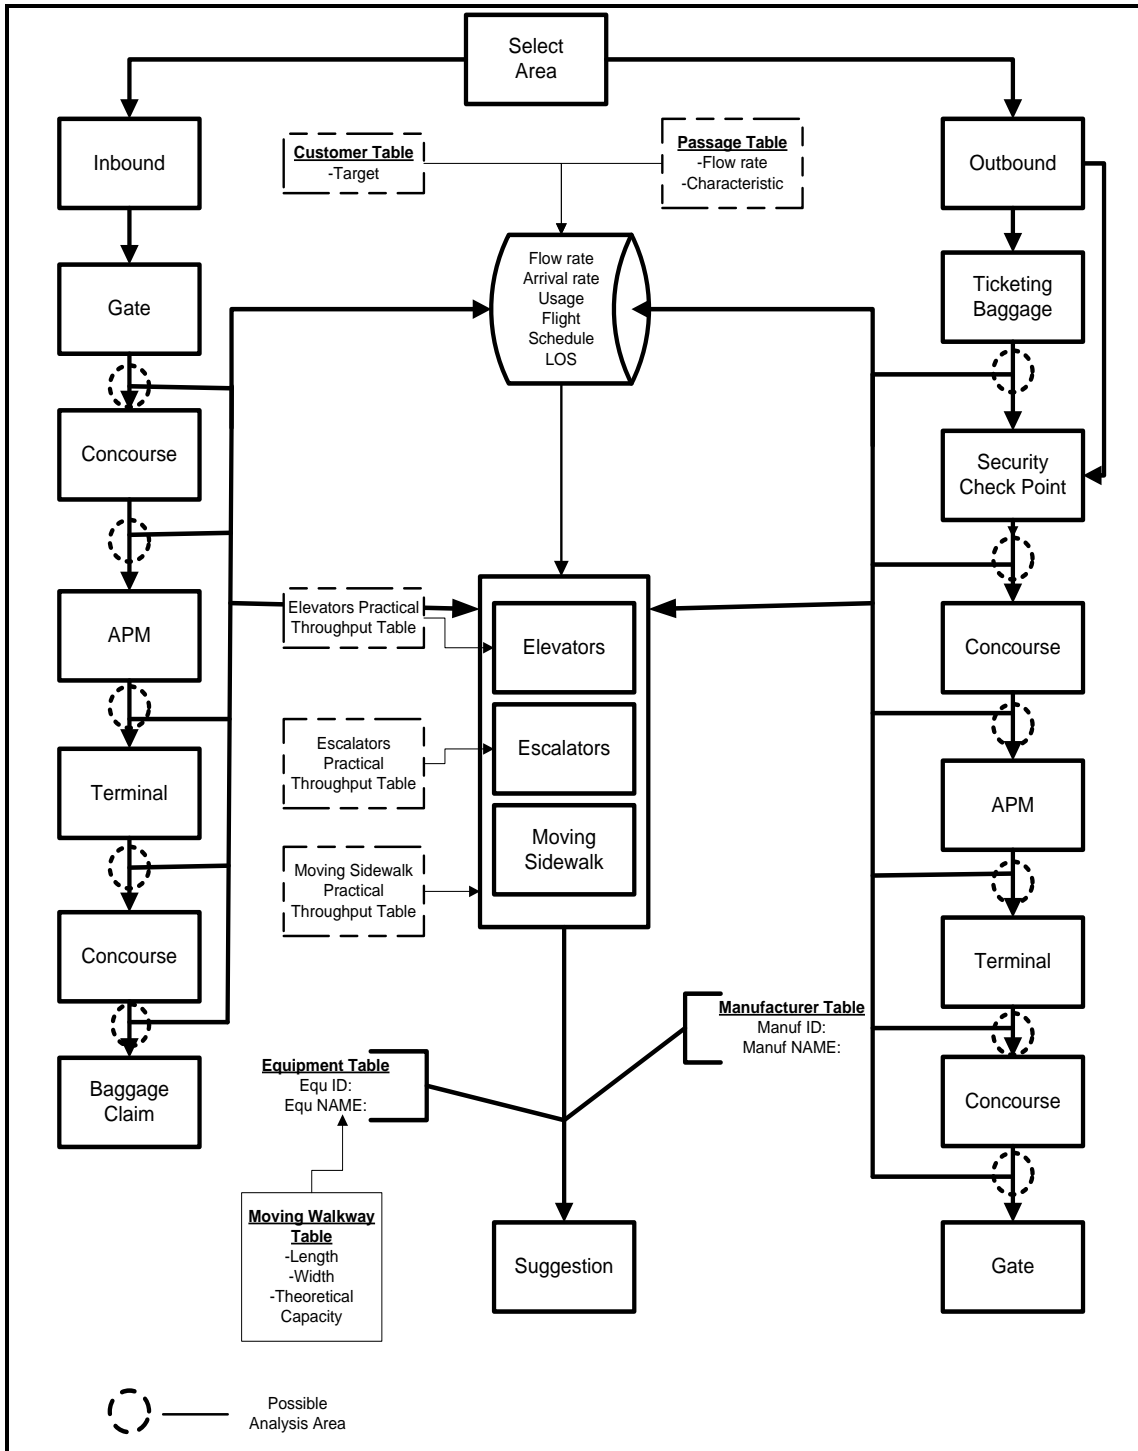 Select
Area
Inbound
Customer Table
-Target
Passage Table
-Flow rate
-Characteristic
Outbound
Gate
Flow rate
Arrival rate
Usage
Flight
Schedule
LOS
Ticketing
Baggage
Concourse
Security
Check Point
APM
Elevators Practical
Throughput Table
Elevators
Concourse
Terminal
Escalators
Practical
Throughput Table
Escalators
APM
Moving Sidewalk
Practical
Throughput Table
Moving
Sidewalk
Concourse
Terminal
Manufacturer Table
Manuf ID:
Manuf NAME:
Baggage
Claim
Equipment Table
Equ ID:
Equ NAME:
Concourse
Moving Walkway
Table
-Length
-Width
-Theoretical
Capacity
Suggestion
Gate
Possible
Analysis Area